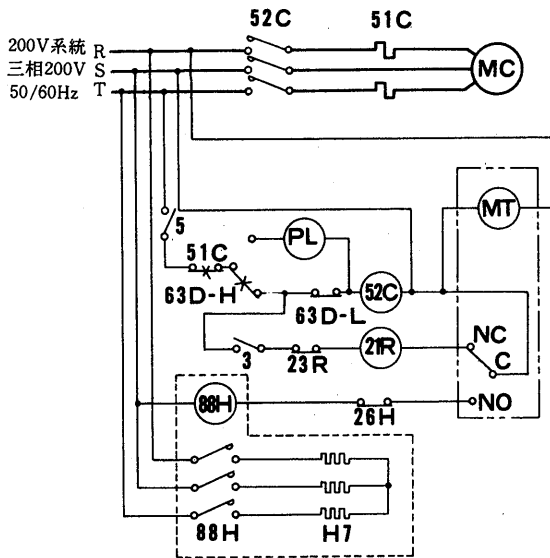 52C
51C
200V系統 R
三相200V S
50/60Hz T
MC
MT
5
51C
PL
63D-H
52C
63D-L
NC
C
3
23R
21R
88H
26H
NO
88H
H7